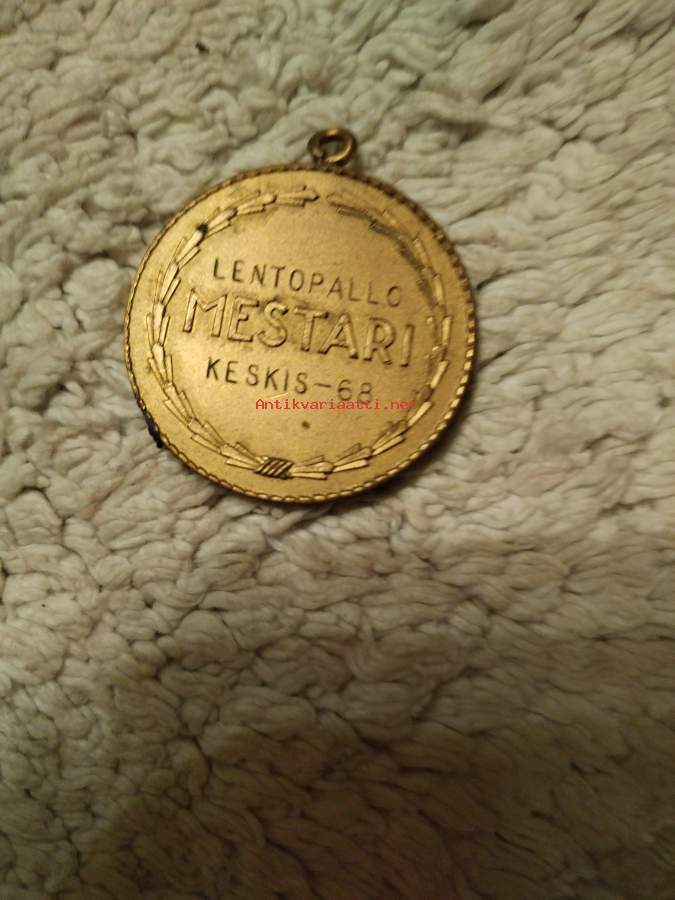 LENTOPALLO
MESTARI
KESKIS-68
Antikvariaatti.net